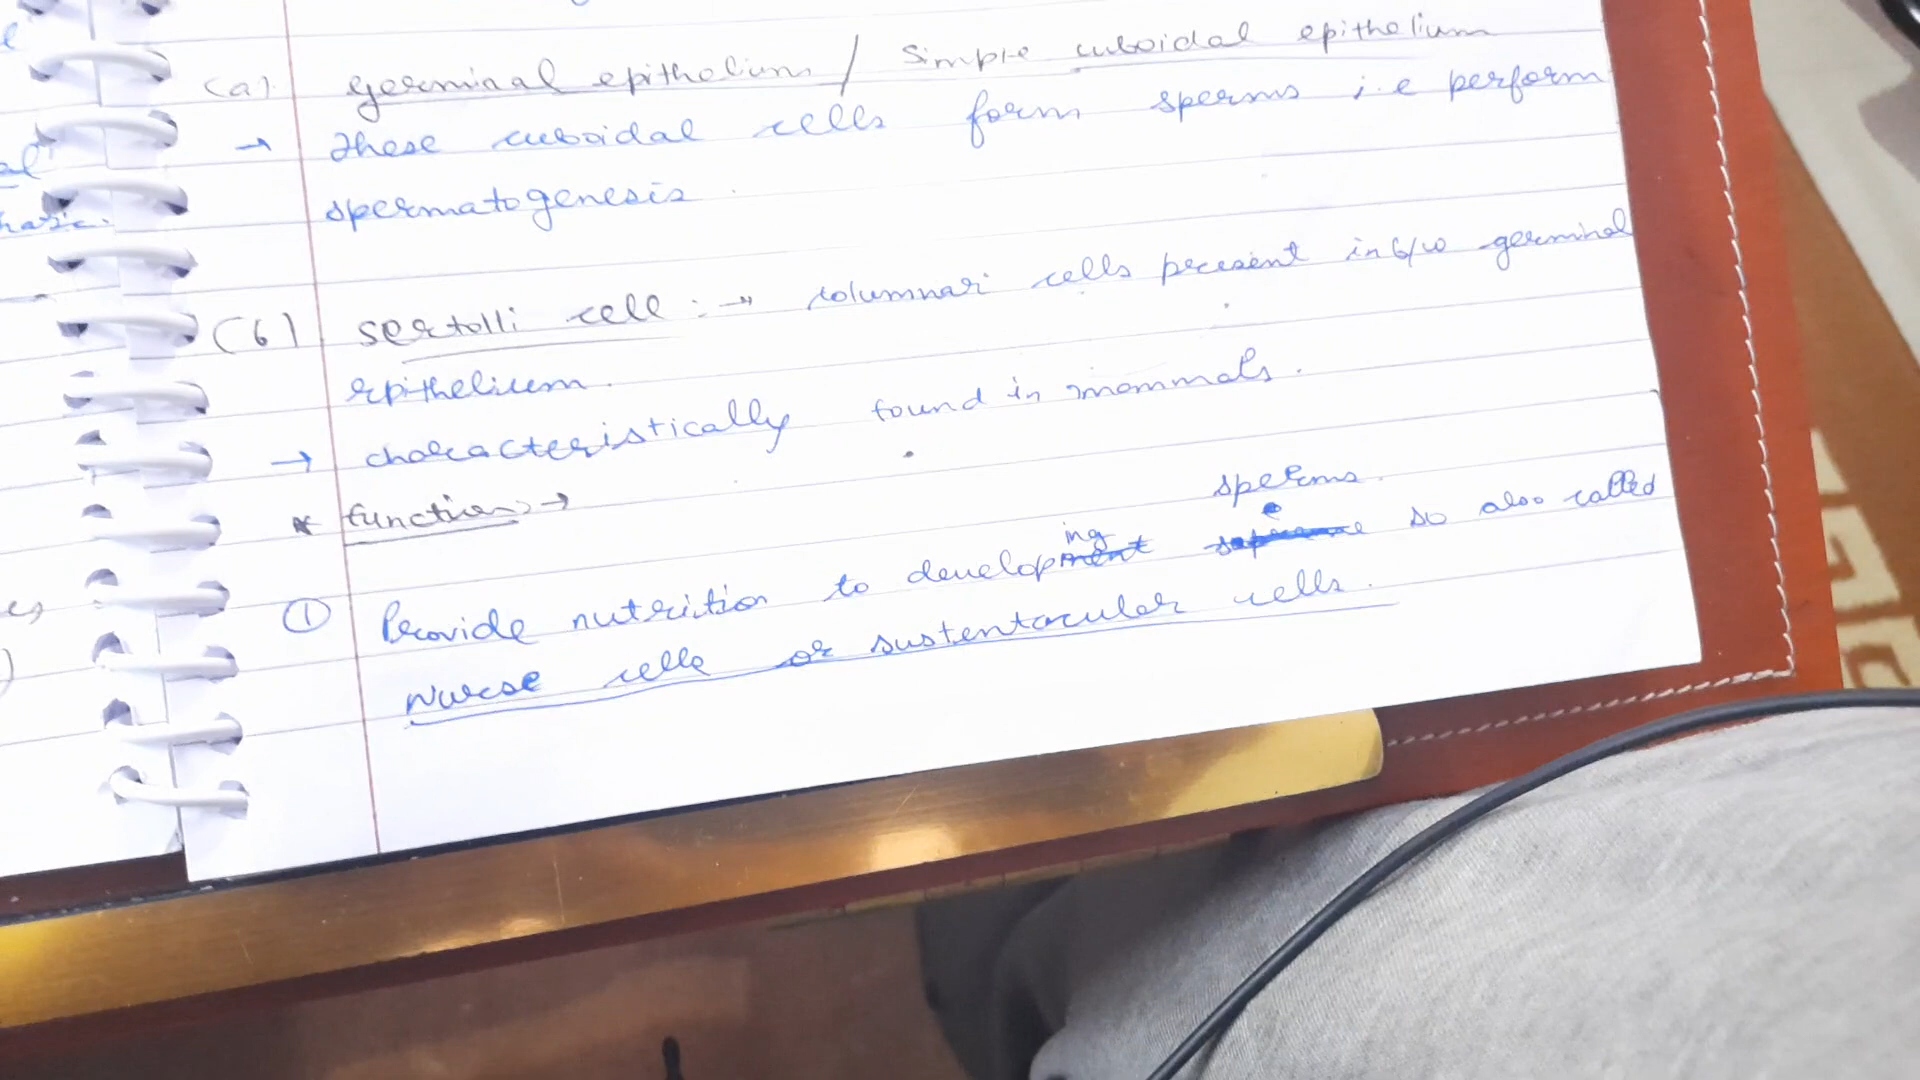 (a) germinal epithelium / Simple cuboidal epithelium
→ These cuboidal cells form sperms i.e perform
spermatogenesis.
(b) Sertolli cell :→ columnar cells present in b/w germinal
epithelium.
→ characteristically found in mammals.
* function :→
① Provide nutrition to developing sperms so also called
Nurse cells or sustentacular cells.